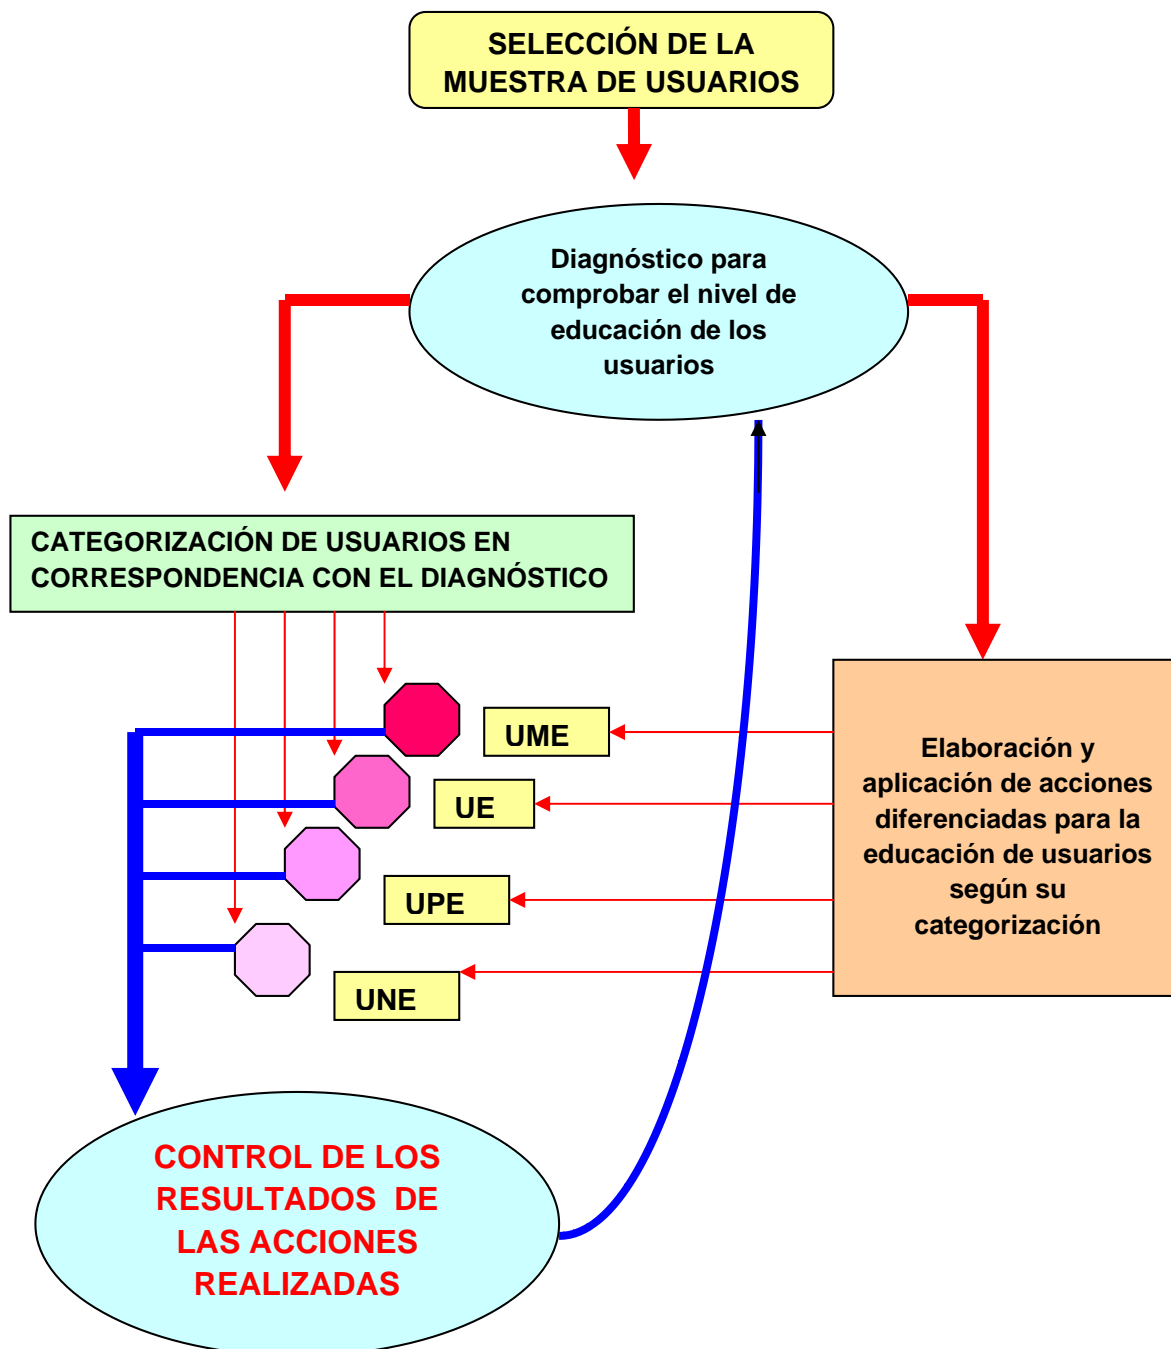 SELECCIÓN DE LA
MUESTRA DE USUARIOS
Diagnóstico para
comprobar el nivel de
educación de los
usuarios
CATEGORIZACIÓN DE USUARIOS EN
CORRESPONDENCIA CON EL DIAGNÓSTICO
UME
UE
UPE
UNE
Elaboración y
aplicación de acciones
diferenciadas para la
educación de usuarios
según su
categorización
CONTROL DE LOS
RESULTADOS DE
LAS ACCIONES
REALIZADAS